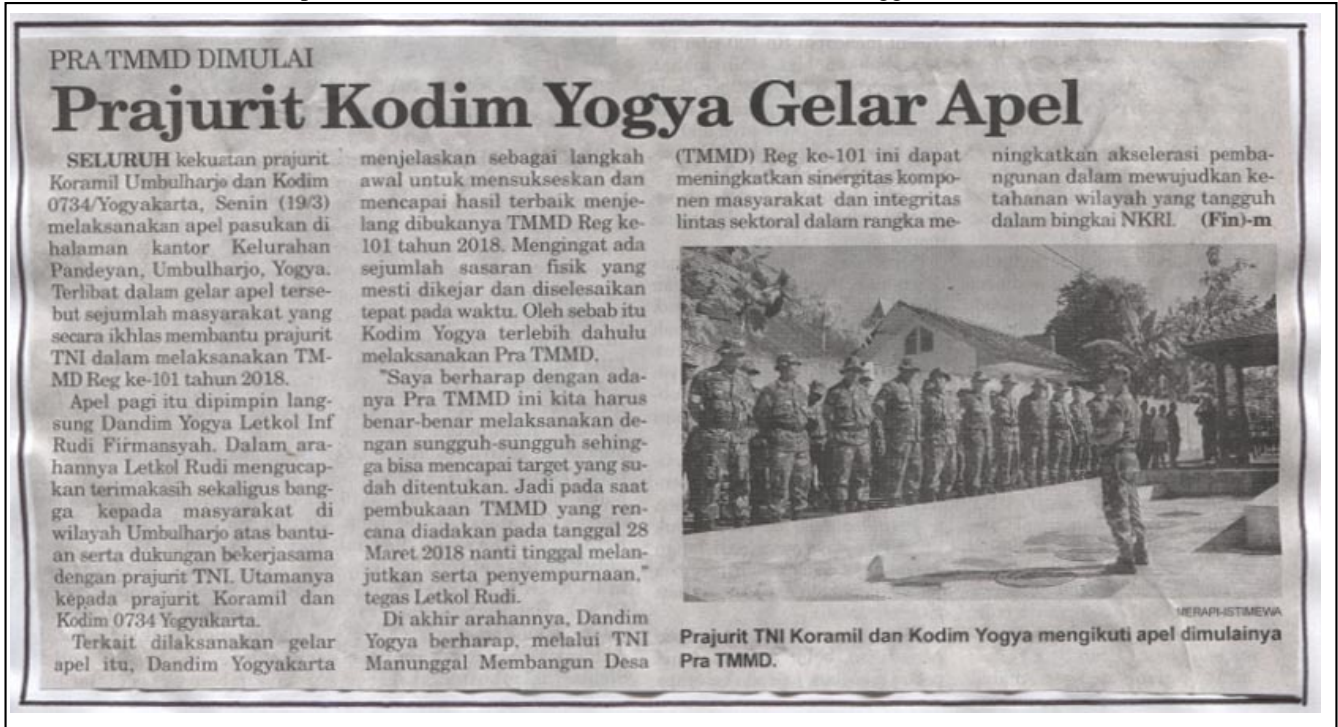 PRA TMMD DIMULAI
Prajurit Kodim Yogya Gelar Apel
SELURUH kekuatan prajurit
Koramil Umbulharjo dan Kodim
0734/Yogyakarta, Senin (19/3)
melaksanakan apel pasukan di
halaman kantor Kelurahan
Pandeyan, Umbulharjo, Yogya.
Terlibat dalam gelar apel terse-
but sejumlah masyarakat yang
secara ikhlas membantu prajurit
TNI dalam melaksanakan TM-
MD Reg ke-101 tahun 2018.
Apel pagi itu dipimpin lang-
sung Dandim Yogya Letkol Inf
Rudi Firmansyah. Dalam ara-
hannya Letkol Rudi mengucap-
kan terimakasih sekaligus bang-
ga kepada masyarakat di
wilayah Umbulharjo atas bantu-
an serta dukungan bekerjasama
dengan prajurit TNI. Utamanya
kepada prajurit Koramil dan
Kodim 0734 Yogyakarta.
Terkait dilaksanakan gelar
apel itu, Dandim Yogyakarta
menjelaskan sebagai langkah
awal untuk mensukseskan dan
mencapai hasil terbaik menje-
lang dibukanya TMMD Reg ke-
101 tahun 2018. Mengingat ada
sejumlah sasaran fisik yang
mesti dikejar dan diselesaikan
tepat pada waktu. Oleh sebab itu
Kodim Yogya terlebih dahulu
melaksanakan Pra TMMD.
"Saya berharap dengan ada-
nya Pra TMMD ini kita harus
benar-benar melaksanakan de-
ngan sungguh-sungguh sehing-
ga bisa mencapai target yang su-
dah ditentukan. Jadi pada saat
pembukaan TMMD yang ren-
cana diadakan pada tanggal 28
Maret 2018 nanti tinggal melan-
jutkan serta penyempurnaan,"
tegas Letkol Rudi.
Di akhir arahannya, Dandim
Yogya berharap, melalui TNI
Manunggal Membangun Desa
(TMMD) Reg ke-101 ini dapat
meningkatkan sinergitas kompo-
nen masyarakat dan integritas
lintas sektoral dalam rangka me-
ningkatkan akselerasi pemba-
ngunan dalam mewujudkan ke-
tahanan wilayah yang tangguh
dalam bingkai NKRI. (Fin)-m
MERAPI-ISTIMEWA
Prajurit TNI Koramil dan Kodim Yogya mengikuti apel dimulainya
Pra TMMD.